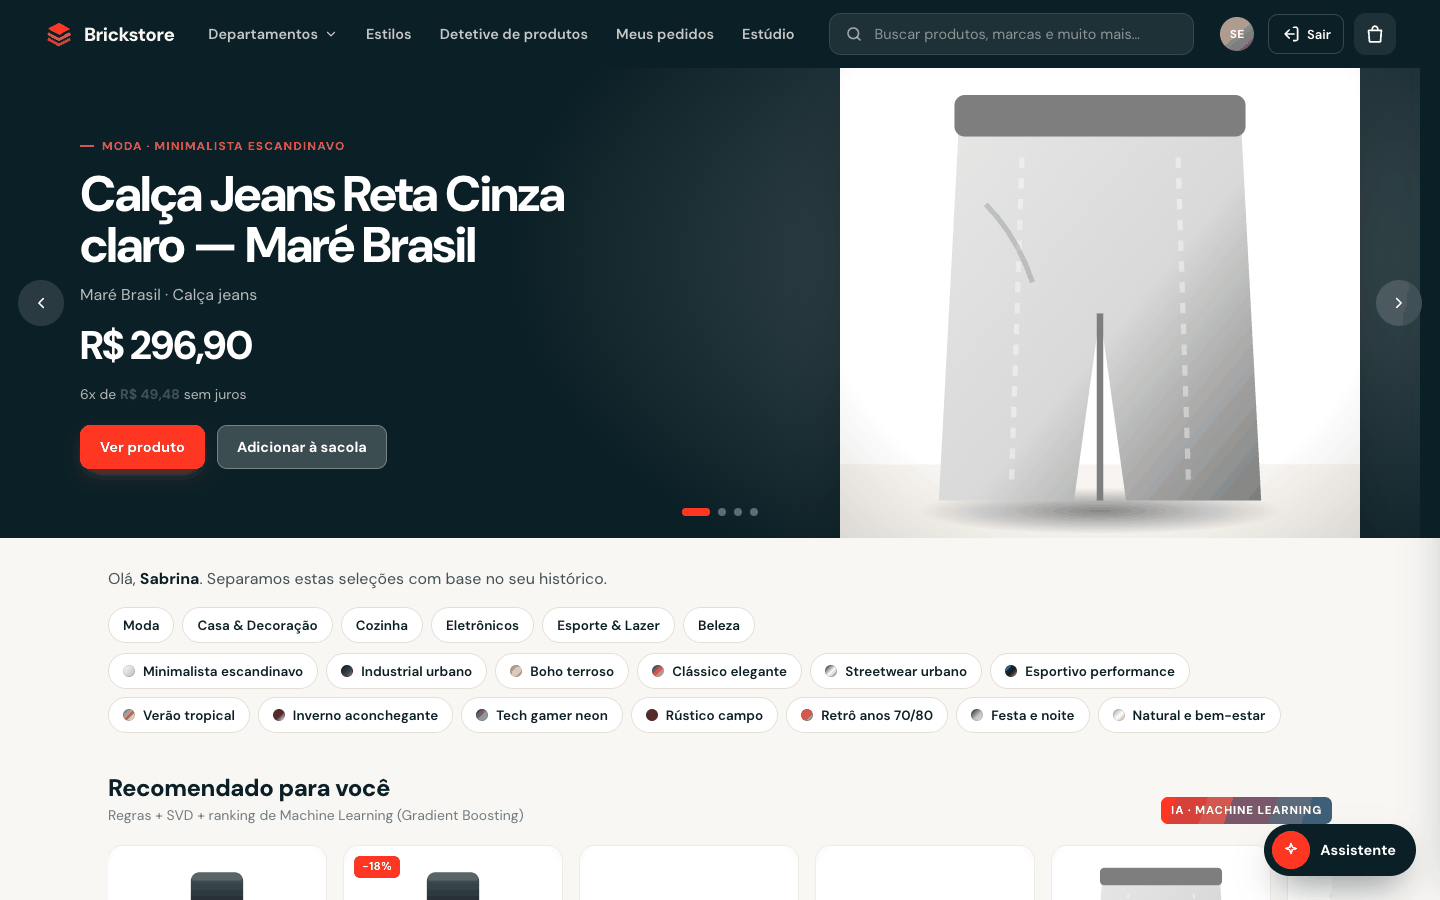 Brickstore
Departamentos
Estilos
Detetive de produtos
Meus pedidos
Estúdio
Buscar produtos, marcas e muito mais...
SE
Sair
MODA · MINIMALISTA ESCANDINAVO
Calça Jeans Reta Cinza
claro — Maré Brasil
Maré Brasil · Calça jeans
R$ 296,90
6x de R$ 49,48 sem juros
Ver produto
Adicionar à sacola
Olá, Sabrina. Separamos estas seleções com base no seu histórico.
Moda
Casa & Decoração
Cozinha
Eletrônicos
Esporte & Lazer
Beleza
Minimalista escandinavo
Industrial urbano
Boho terroso
Clássico elegante
Streetwear urbano
Esportivo performance
Verão tropical
Inverno aconchegante
Tech gamer neon
Rústico campo
Retrô anos 70/80
Festa e noite
Natural e bem-estar
Recomendado para você
Regras + SVD + ranking de Machine Learning (Gradient Boosting)
IA · MACHINE LEARNING
Assistente
-18%